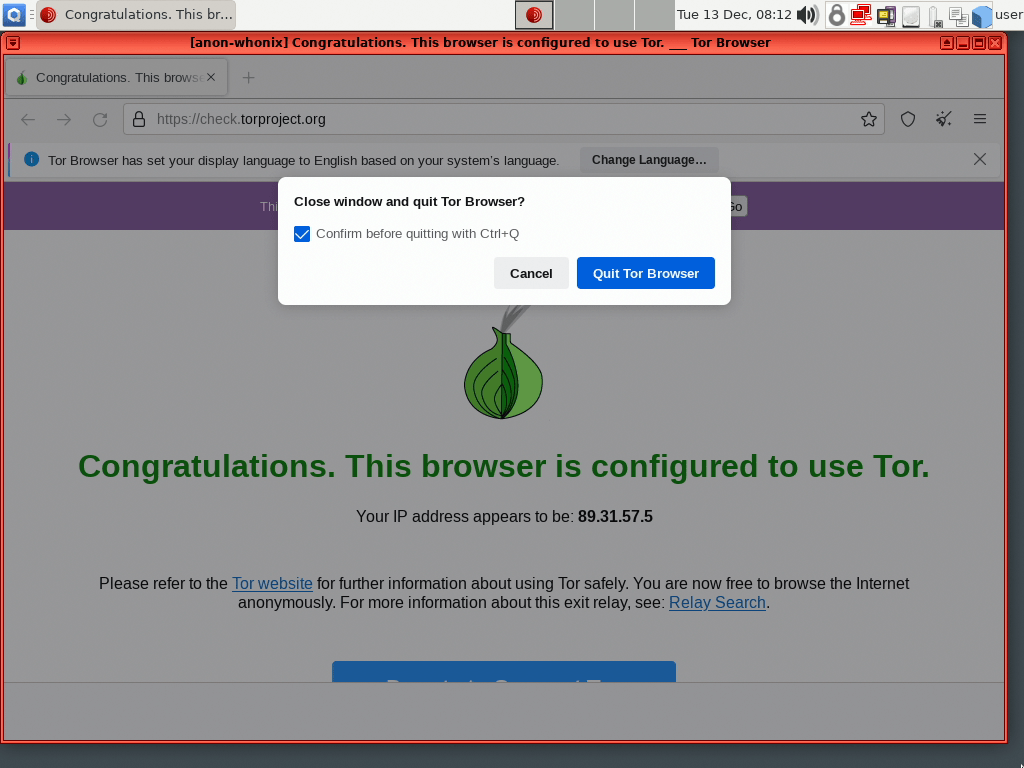 Congratulations. This br...
Tue 13 Dec, 08:12
user
[anon-whonix] Congratulations. This browser is configured to use Tor. __ Tor Browser
Congratulations. This browse
https://check.torproject.org
Tor Browser has set your display language to English based on your system's language.
Change Language...
Thi
Go
Close window and quit Tor Browser?
Confirm before quitting with Ctrl+Q
Cancel
Quit Tor Browser
Congratulations. This browser is configured to use Tor.
Your IP address appears to be: 89.31.57.5
Please refer to the Tor website for further information about using Tor safely. You are now free to browse the Internet
anonymously. For more information about this exit relay, see: Relay Search.